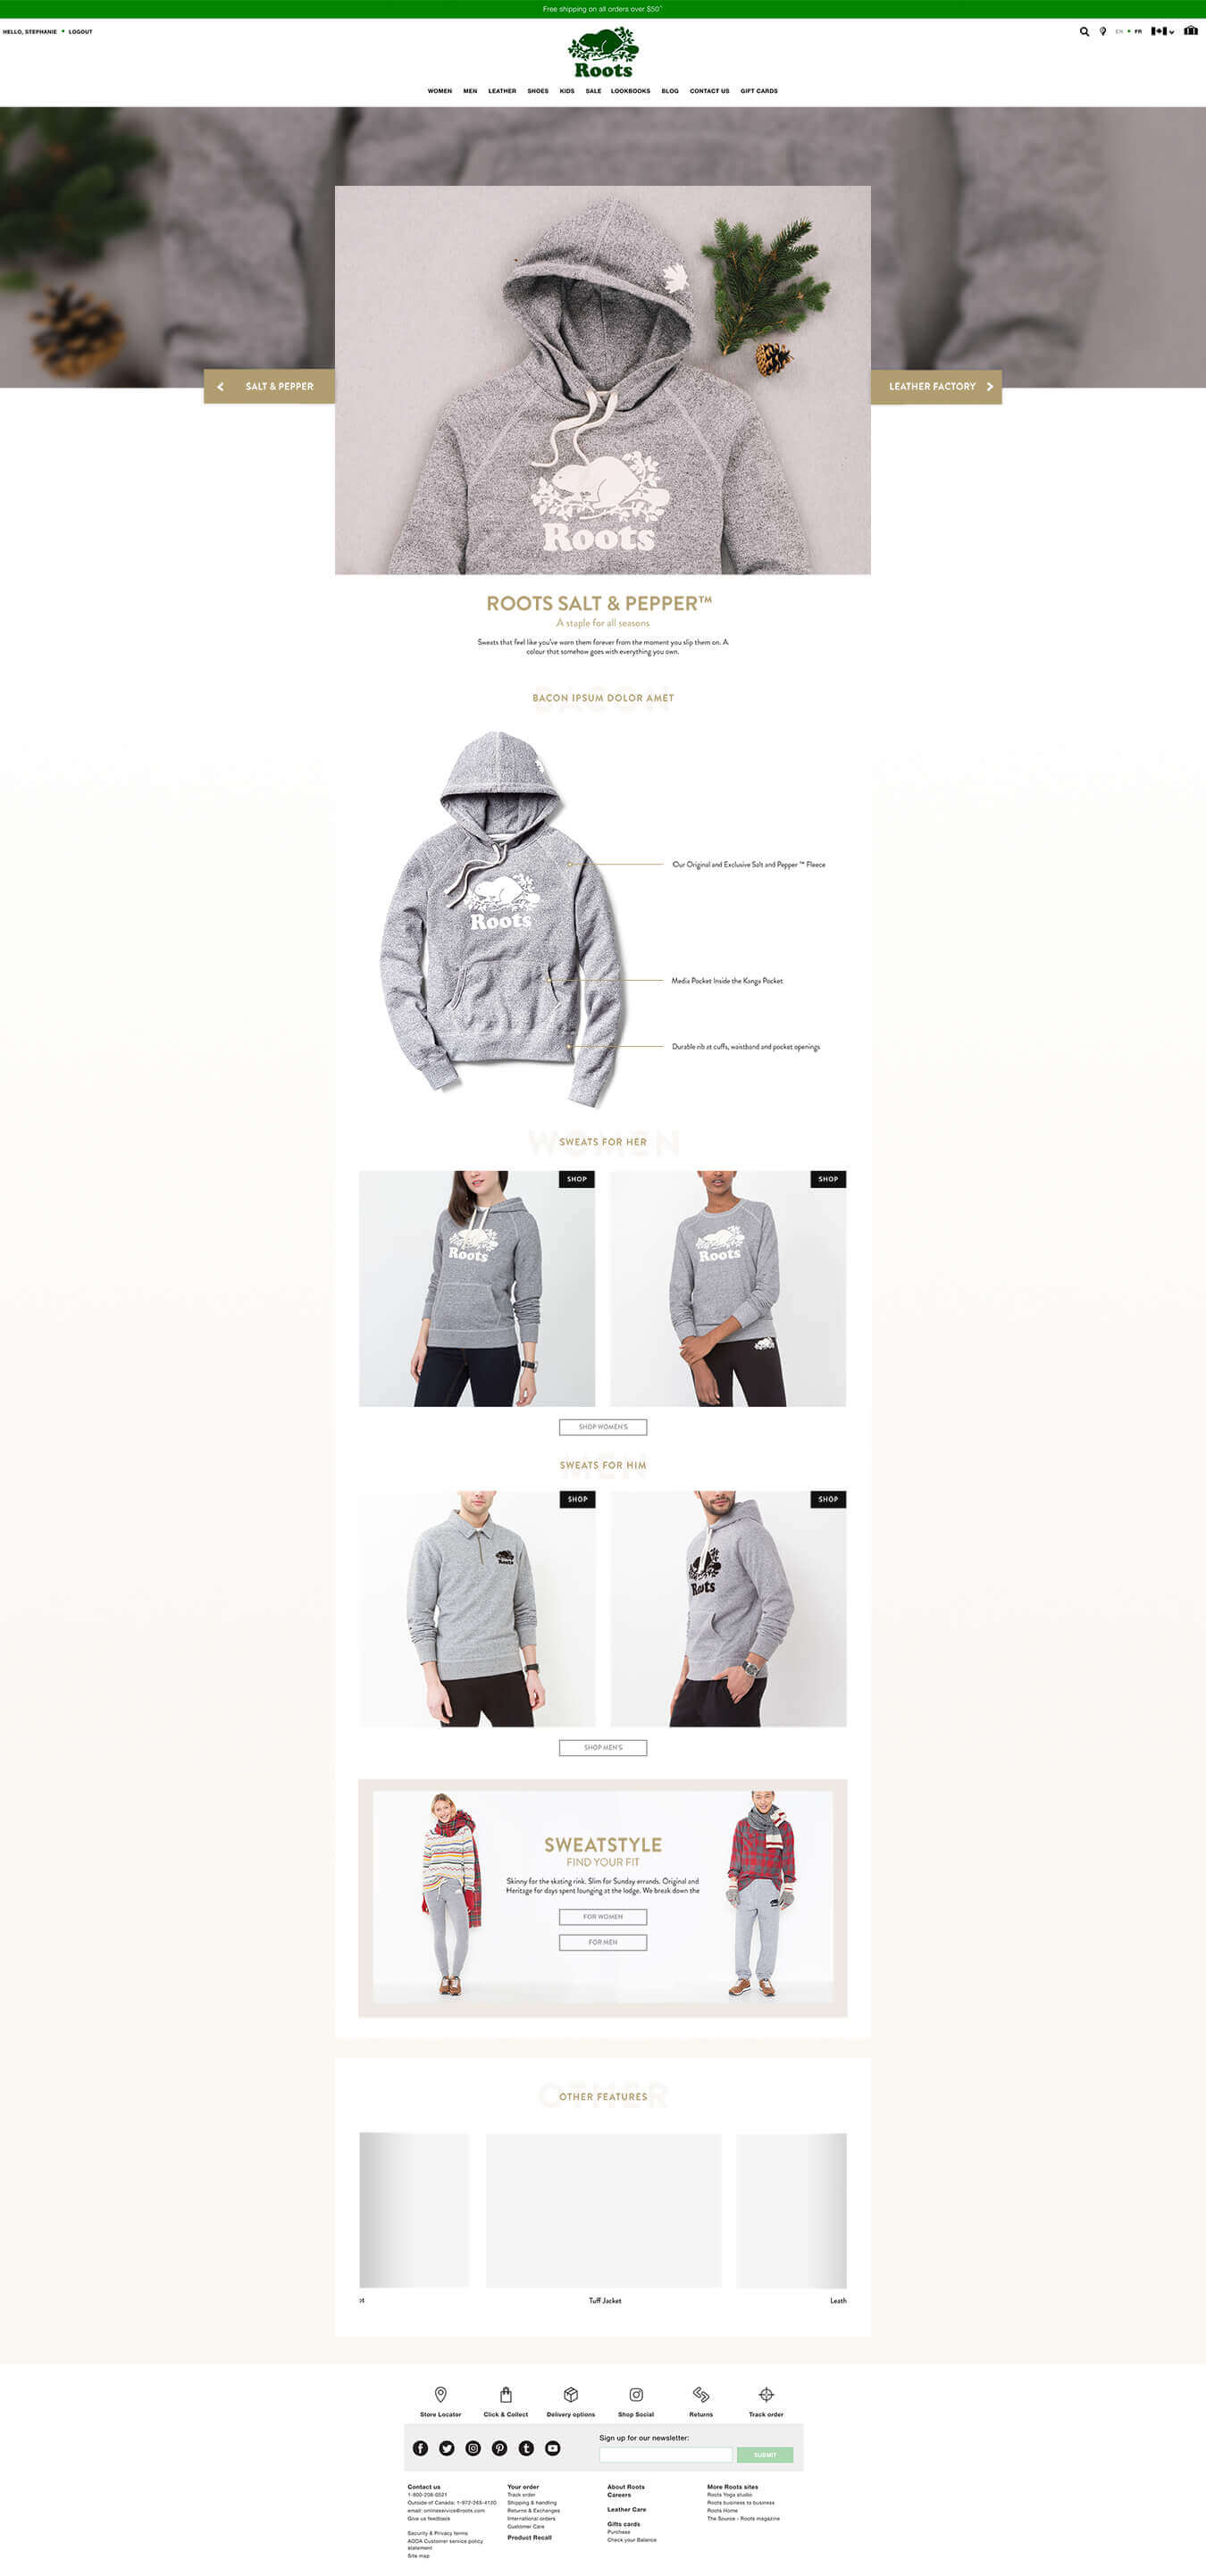 Free shipping on all orders over $50^
HELLO, STEPHANIE • LOGOUT
EN • FR
Roots
WOMEN MEN LEATHER SHOES KIDS SALE LOOKBOOKS BLOG CONTACT US GIFT CARDS
SALT & PEPPER
Roots
LEATHER FACTORY
ROOTS SALT & PEPPER™
A staple for all seasons
Sweats that feel like you've worn them forever from the moment you slip them on. A
colour that somehow goes with everything you own.
BACON
BACON IPSUM DOLOR AMET
Roots
Our Original and Exclusive Salt and Pepper ™ Fleece
Media Pocket Inside the Kanga Pocket
Durable rib at cuffs, waistband and pocket openings
WOMEN
SWEATS FOR HER
SHOP
SHOP
Roots
Roots
SHOP WOMEN'S
MEN
SWEATS FOR HIM
SHOP
SHOP
Roots
Roots
SHOP MEN'S
SWEATSTYLE
FIND YOUR FIT
Skinny for the skating rink. Slim for Sunday errands. Original and
Heritage for days spent lounging at the lodge. We break down the
FOR WOMEN
FOR MEN
OTHER
OTHER FEATURES
Tuff Jacket
Leath
Store Locator Click & Collect Delivery options Shop Social Returns Track order
Sign up for our newsletter:
SUBMIT
Contact us
1-800-208-0521
Outside of Canada: 1-972-265-4120
email: onlineservice@roots.com
Give us feedback
Security & Privacy terms
AODA Customer service policy
statement
Site map
Your order
Track order
Shipping & handling
Returns & Exchanges
International orders
Customer Care
Product Recall
About Roots
Careers
Leather Care
Gifts cards
Purchase
Check your Balance
More Roots sites
Roots Yoga studio
Roots business to business
Roots Home
The Source - Roots magazine